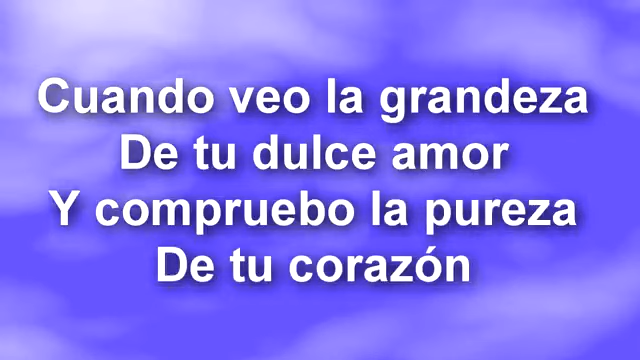 Cuando veo la grandeza
De tu dulce amor
Y compruebo la pureza
De tu corazón